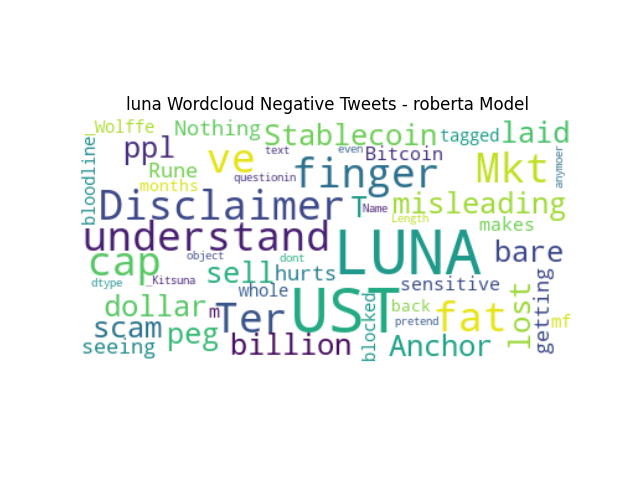 luna Wordcloud Negative Tweets - roberta Model
_Wolffe Nothing Stablecoin tagged laid
ppl ve text even Bitcoin Mkt anymoer
bloodline Rune months questionin finger
Disclaimer T Name misleading
understand Length makes
cap object dont LUNA bare
dtype _Kitsuna sell hurts sensitive
dollar m whole UST blocked back fat lost getting
scam peg Ter pretend mf
seeing billion Anchor